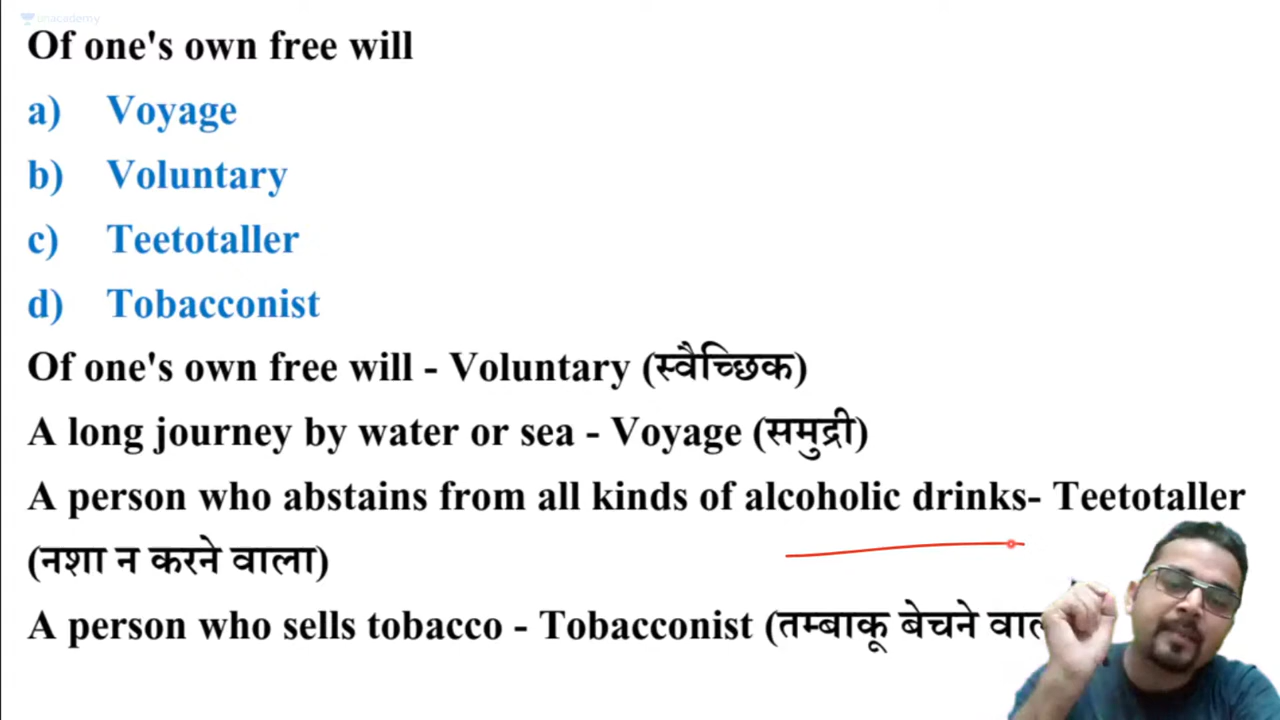 unacademy
Of one's own free will
a) Voyage
b) Voluntary
c) Teetotaller
d) Tobacconist
Of one's own free will - Voluntary (स्वैच्छिक)
A long journey by water or sea - Voyage (समुद्री)
A person who abstains from all kinds of alcoholic drinks- Teetotaller
(नशा न करने वाला)
A person who sells tobacco - Tobacconist (तम्बाकू बेचने